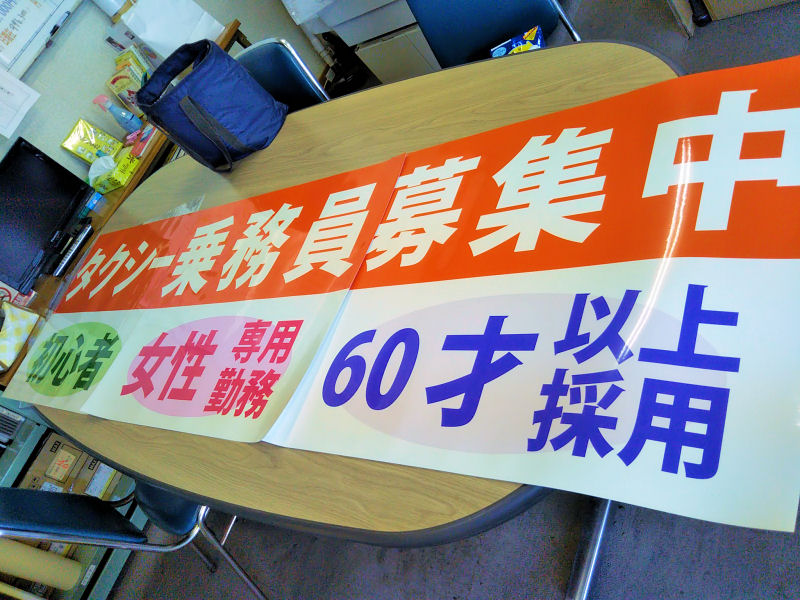 タクシー乗務員募集中
初心者
女性
専用
勤務
60才
以上
採用